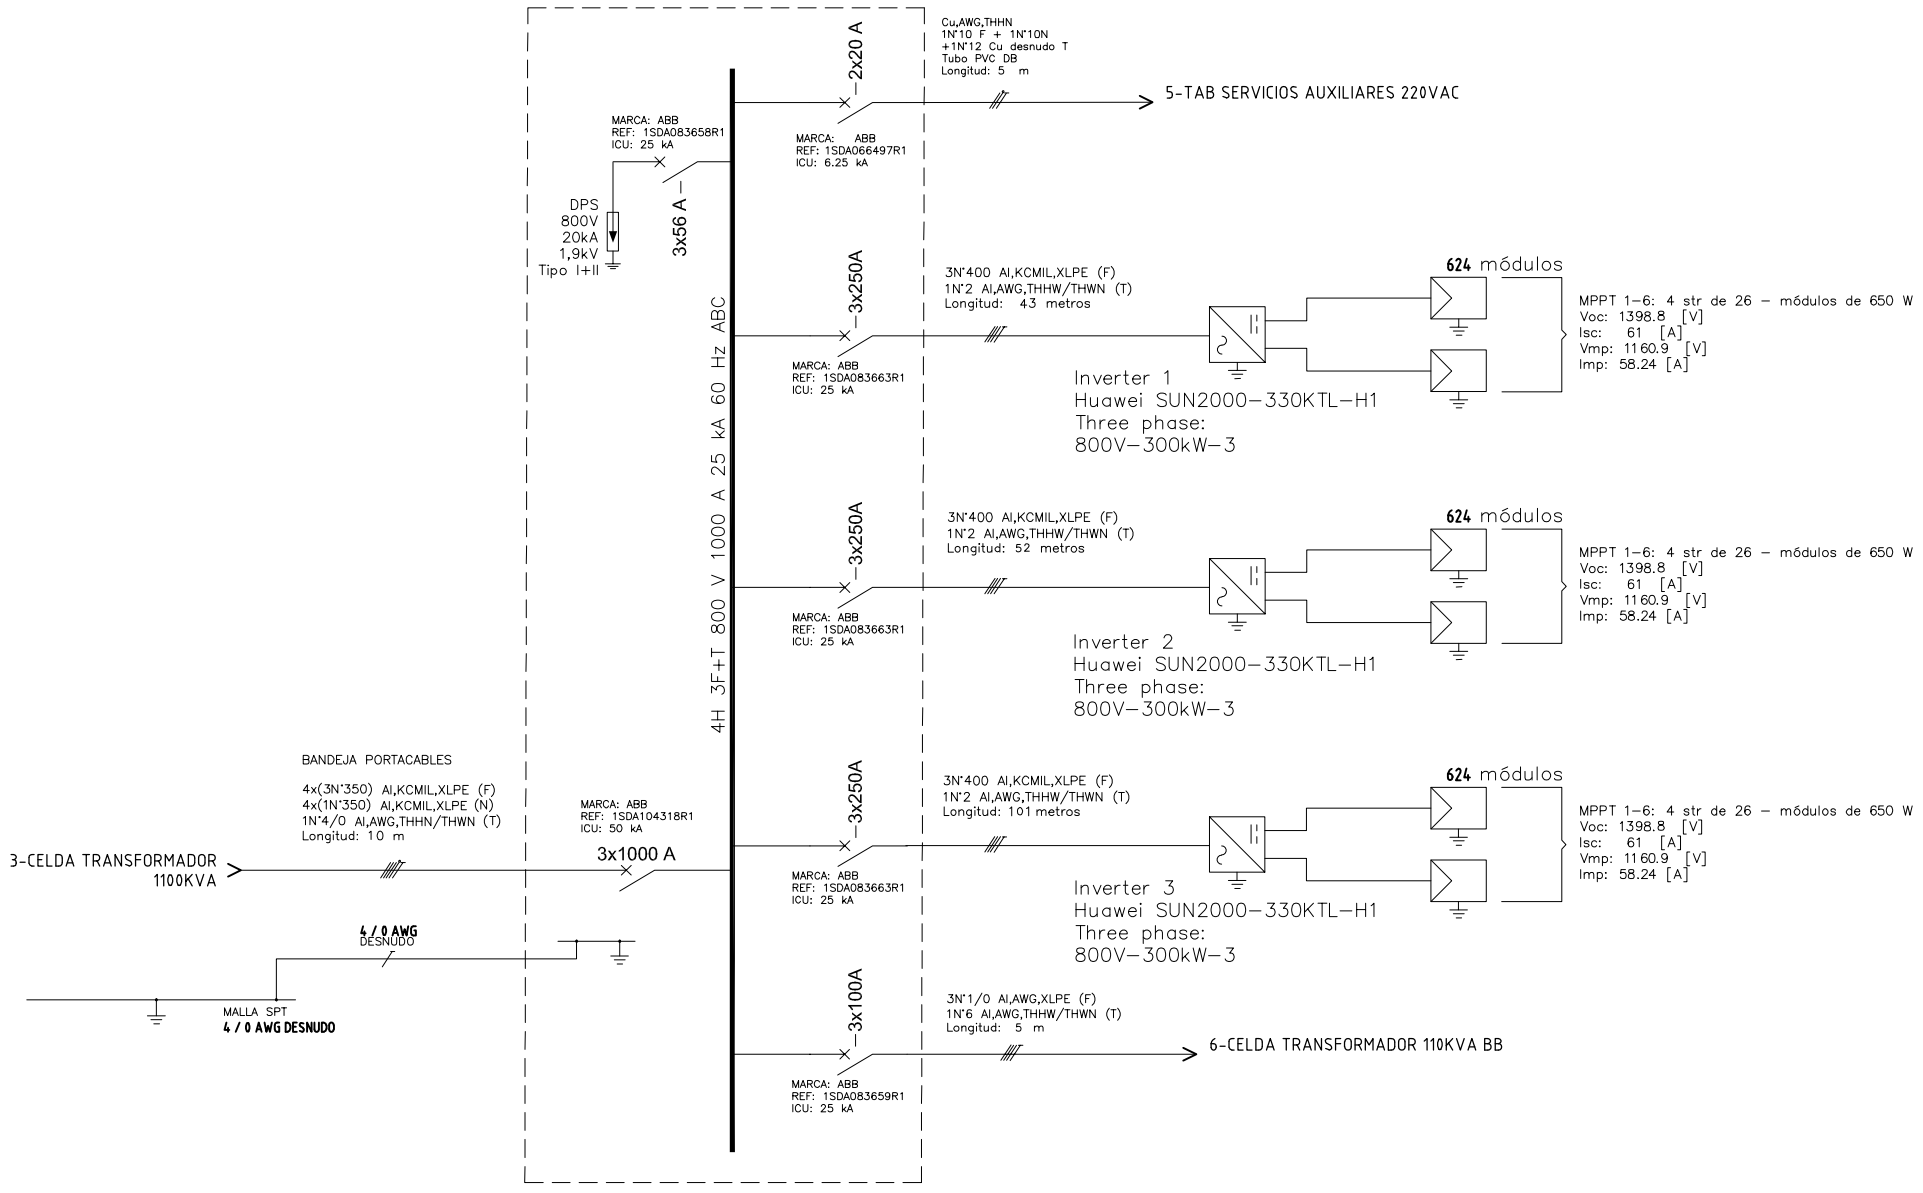 Cu,AWG,THHN
1N°10 F + 1N°10N
+1N°12 Cu desnudo T
Tubo PVC DB
Longitud: 5 m
2x20 A
5-TAB SERVICIOS AUXILIARES 220VAC
MARCA: ABB
REF: 1SDA066497R1
ICU: 6.25 kA
MARCA: ABB
REF: 1SDA083658R1
ICU: 25 kA
3x56 A
DPS
800V
20kA
1,9kV
Tipo I+II
4H 3F+T 800 V 1000 A 25 kA 60 Hz ABC
3x250A
MARCA: ABB
REF: 1SDA083663R1
ICU: 25 kA
3N°400 Al,KCMIL,XLPE (F)
1N°2 Al,AWG,THHW/THWN (T)
Longitud: 43 metros
Inverter 1
Huawei SUN2000-330KTL-H1
Three phase:
800V-300kW-3
624 módulos
MPPT 1-6: 4 str de 26 - módulos de 650 W
Voc: 1398.8 [V]
Isc: 61 [A]
Vmp: 1160.9 [V]
Imp: 58.24 [A]
3x250A
MARCA: ABB
REF: 1SDA083663R1
ICU: 25 kA
3N°400 Al,KCMIL,XLPE (F)
1N°2 Al,AWG,THHW/THWN (T)
Longitud: 52 metros
Inverter 2
Huawei SUN2000-330KTL-H1
Three phase:
800V-300kW-3
624 módulos
MPPT 1-6: 4 str de 26 - módulos de 650 W
Voc: 1398.8 [V]
Isc: 61 [A]
Vmp: 1160.9 [V]
Imp: 58.24 [A]
3x250A
MARCA: ABB
REF: 1SDA083663R1
ICU: 25 kA
3N°400 Al,KCMIL,XLPE (F)
1N°2 Al,AWG,THHW/THWN (T)
Longitud: 101 metros
Inverter 3
Huawei SUN2000-330KTL-H1
Three phase:
800V-300kW-3
624 módulos
MPPT 1-6: 4 str de 26 - módulos de 650 W
Voc: 1398.8 [V]
Isc: 61 [A]
Vmp: 1160.9 [V]
Imp: 58.24 [A]
BANDEJA PORTACABLES
4x(3N°350) Al,KCMIL,XLPE (F)
4x(1N°350) Al,KCMIL,XLPE (N)
1N°4/0 Al,AWG,THHN/THWN (T)
Longitud: 10 m
MARCA: ABB
REF: 1SDA104318R1
ICU: 50 kA
3x1000 A
3-CELDA TRANSFORMADOR
1100KVA
4/0 AWG
DESNUDO
MALLA SPT
4/0 AWG DESNUDO
3x100A
MARCA: ABB
REF: 1SDA083659R1
ICU: 25 kA
3N°1/0 Al,AWG,XLPE (F)
1N°6 Al,AWG,THHW/THWN (T)
Longitud: 5 m
6-CELDA TRANSFORMADOR 110KVA BB